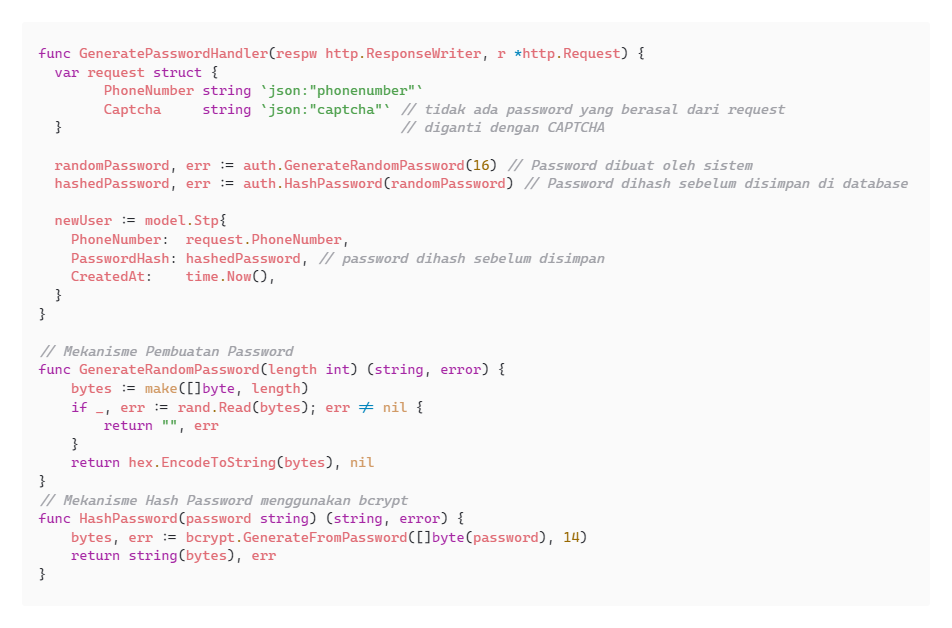 func GeneratePasswordHandler(respw http.ResponseWriter, r *http.Request) {
  var request struct {
        PhoneNumber string `json:"phonenumber"`
        Captcha     string `json:"captcha"` // tidak ada password yang berasal dari request
  }                                         // diganti dengan CAPTCHA

  randomPassword, err := auth.GenerateRandomPassword(16) // Password dibuat oleh sistem
  hashedPassword, err := auth.HashPassword(randomPassword) // Password dihash sebelum disimpan di database

  newUser := model.Stp{
    PhoneNumber:  request.PhoneNumber,
    PasswordHash: hashedPassword, // password dihash sebelum disimpan
    CreatedAt:    time.Now(),
  }
}

// Mekanisme Pembuatan Password
func GenerateRandomPassword(length int) (string, error) {
    bytes := make([]byte, length)
    if _, err := rand.Read(bytes); err != nil {
        return "", err
    }
    return hex.EncodeToString(bytes), nil
}
// Mekanisme Hash Password menggunakan bcrypt
func HashPassword(password string) (string, error) {
    bytes, err := bcrypt.GenerateFromPassword([]byte(password), 14)
    return string(bytes), err
}